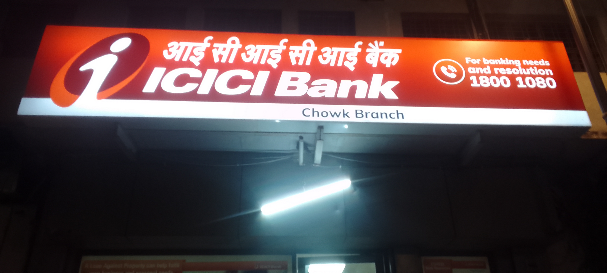 आई सी आई सी आई बैंक
ICICI Bank
For banking needs
and resolution
1800 1080
Chowk Branch